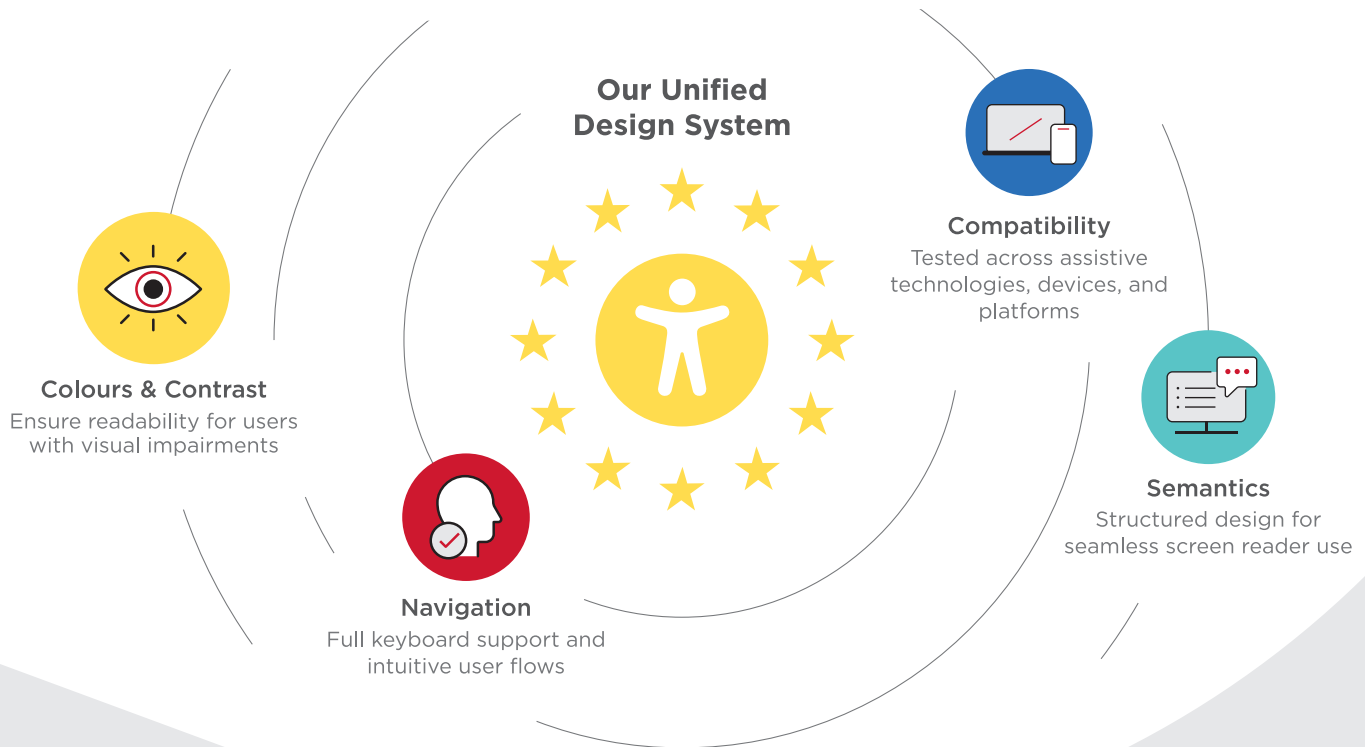 Our Unified
Design System
Compatibility
Tested across assistive
technologies, devices, and
platforms
Colours & Contrast
Ensure readability for users
with visual impairments
Semantics
Structured design for
seamless screen reader use
Navigation
Full keyboard support and
intuitive user flows